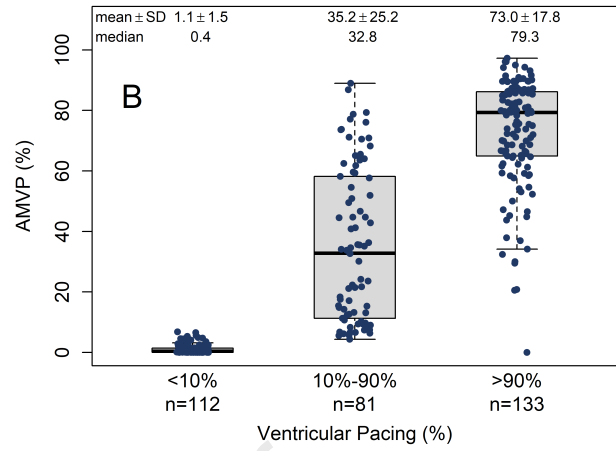 mean ± SD 1.1 ± 1.5 35.2 ± 25.2 73.0 ± 17.8
median 0.4 32.8 79.3
B
AMVP (%)
100
80
60
40
20
0
<10% 10%-90% >90%
n=112 n=81 n=133
Ventricular Pacing (%)